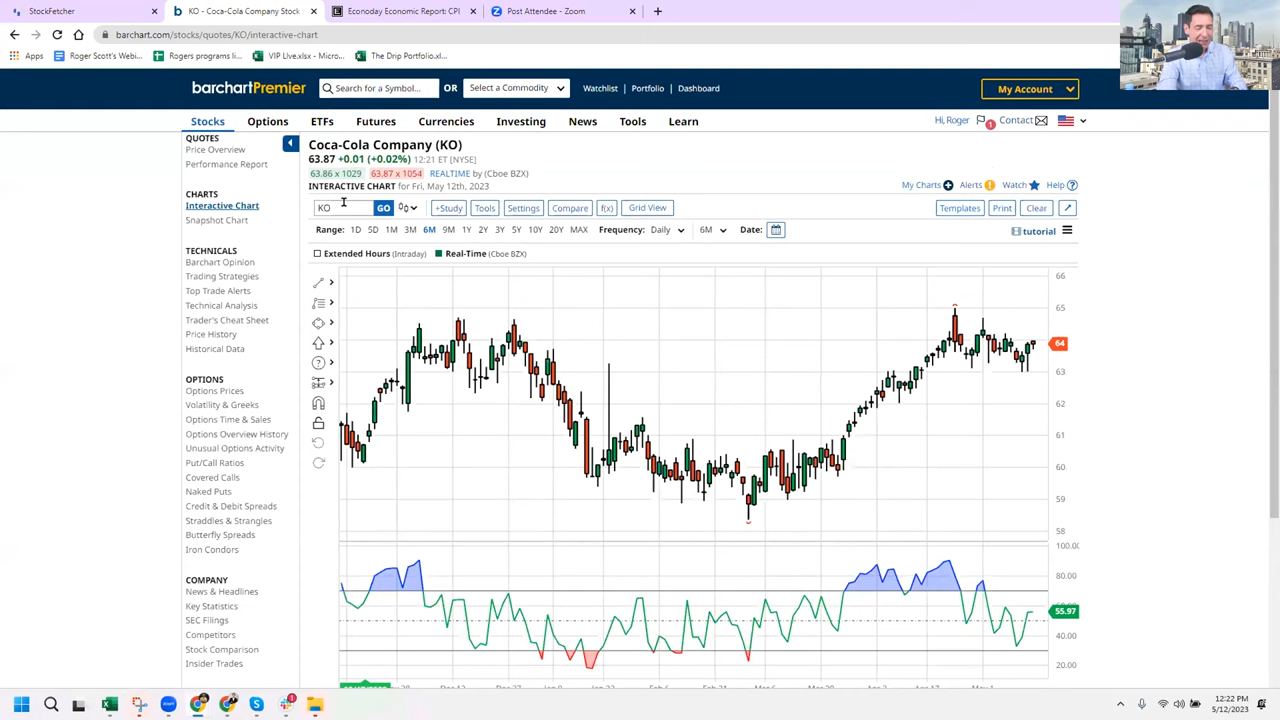 StockFetcher
KO - Coca-Cola Company Stock
Econoday Economic Report: CPI
Post Attendee - Zoom
barchart.com/stocks/quotes/KO/interactive-chart
Apps
Roger Scott's Webi...
Rogers programs li...
VIP LIve.xlsx - Micro...
The Drip Portfolio.xl...
barchartPremier
Search for a Symbol...
OR
Select a Commodity
Watchlist
Portfolio
Dashboard
My Account
Stocks
Options
ETFs
Futures
Currencies
Investing
News
Tools
Learn
Hi, Roger
1
Contact
QUOTES
Price Overview
Performance Report
CHARTS
Interactive Chart
Snapshot Chart
TECHNICALS
Barchart Opinion
Trading Strategies
Top Trade Alerts
Technical Analysis
Trader's Cheat Sheet
Price History
Historical Data
OPTIONS
Options Prices
Volatility & Greeks
Options Time & Sales
Options Overview History
Unusual Options Activity
Put/Call Ratios
Covered Calls
Naked Puts
Credit & Debit Spreads
Straddles & Strangles
Butterfly Spreads
Iron Condors
COMPANY
News & Headlines
Key Statistics
SEC Filings
Competitors
Stock Comparison
Insider Trades
Coca-Cola Company (KO)
63.87 +0.01 (+0.02%) 12:21 ET [NYSE]
63.86 x 1029 63.87 x 1054 REALTIME by (Cboe BZX)
INTERACTIVE CHART for Fri, May 12th, 2023
My Charts
Alerts
Watch
Help
KO
GO
+Study
Tools
Settings
Compare
f(x)
Grid View
Templates
Print
Clear
Range: 1D 5D 1M 3M 6M 9M 1Y 2Y 3Y 5Y 10Y 20Y MAX
Frequency: Daily
6M
Date:
tutorial
Extended Hours (Intraday)
Real-Time (Cboe BZX)
66
65
64
63
62
61
60
59
58
100.00
80.00
55.97
40.00
20.00
12:22 PM
5/12/2023